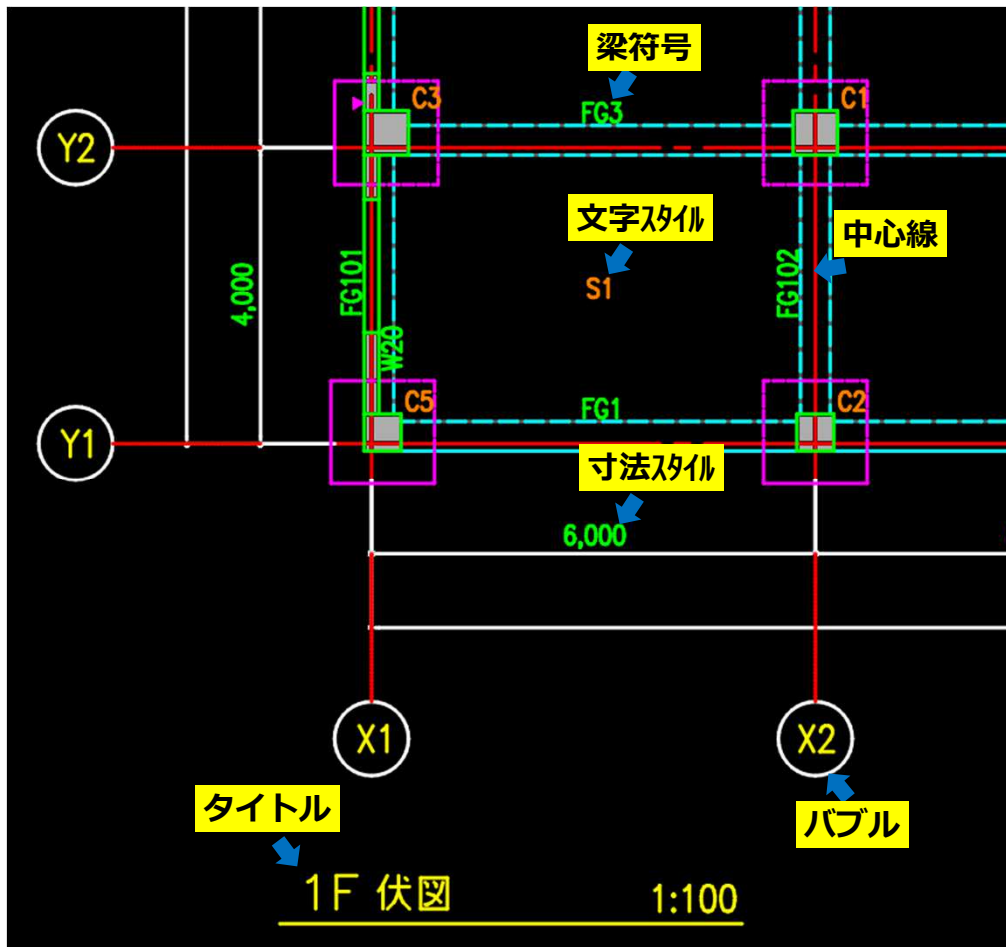 梁符号
C3
C1
FG3
Y2
文字ｽﾀｲﾙ
中心線
4,000
FG101
S1
FG102
W20
C5
FG1
C2
Y1
寸法ｽﾀｲﾙ
6,000
X1
X2
タイトル
バブル
1F 伏図 1:100